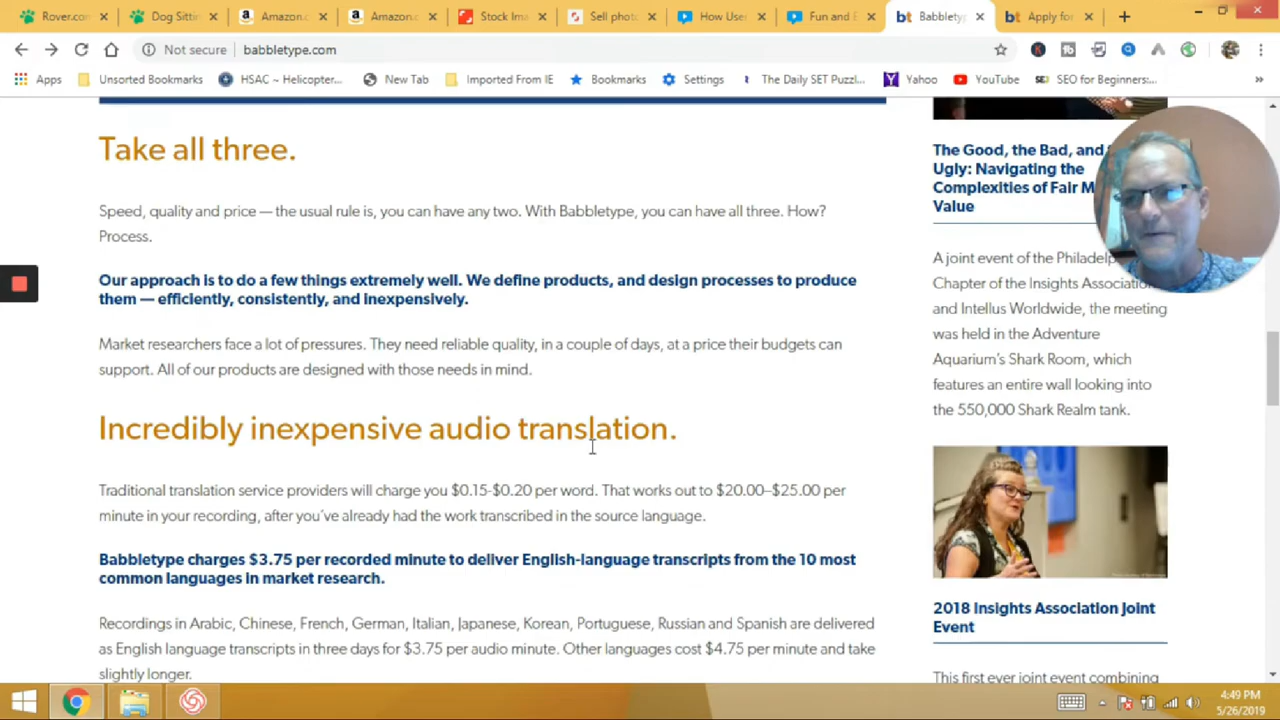 Rover.com
Dog Sittin
Amazon.c
Amazon.c
Stock Ima
Sell photo
How User
Fun and E
Babblety
Apply for
Not secure
babbletype.com
Apps
Unsorted Bookmarks
HSAC ~ Helicopter...
New Tab
Imported From IE
Bookmarks
Settings
The Daily SET Puzzl...
Yahoo
YouTube
SEO for Beginners:...
Take all three.
Speed, quality and price — the usual rule is, you can have any two. With Babbletype, you can have all three. How?
Process.
Our approach is to do a few things extremely well. We define products, and design processes to produce
them — efficiently, consistently, and inexpensively.
Market researchers face a lot of pressures. They need reliable quality, in a couple of days, at a price their budgets can
support. All of our products are designed with those needs in mind.
Incredibly inexpensive audio translation.
Traditional translation service providers will charge you $0.15-$0.20 per word. That works out to $20.00–$25.00 per
minute in your recording, after you've already had the work transcribed in the source language.
Babbletype charges $3.75 per recorded minute to deliver English-language transcripts from the 10 most
common languages in market research.
Recordings in Arabic, Chinese, French, German, Italian, Japanese, Korean, Portuguese, Russian and Spanish are delivered
as English language transcripts in three days for $3.75 per audio minute. Other languages cost $4.75 per minute and take
slightly longer.
The Good, the Bad, and
Ugly: Navigating the
Complexities of Fair M
Value
A joint event of the Philadelp
Chapter of the Insights Association
and Intellus Worldwide, the meeting
was held in the Adventure
Aquarium's Shark Room, which
features an entire wall looking into
the 550,000 Shark Realm tank.
2018 Insights Association Joint
Event
This first ever joint event combining
4:49 PM
5/26/2019